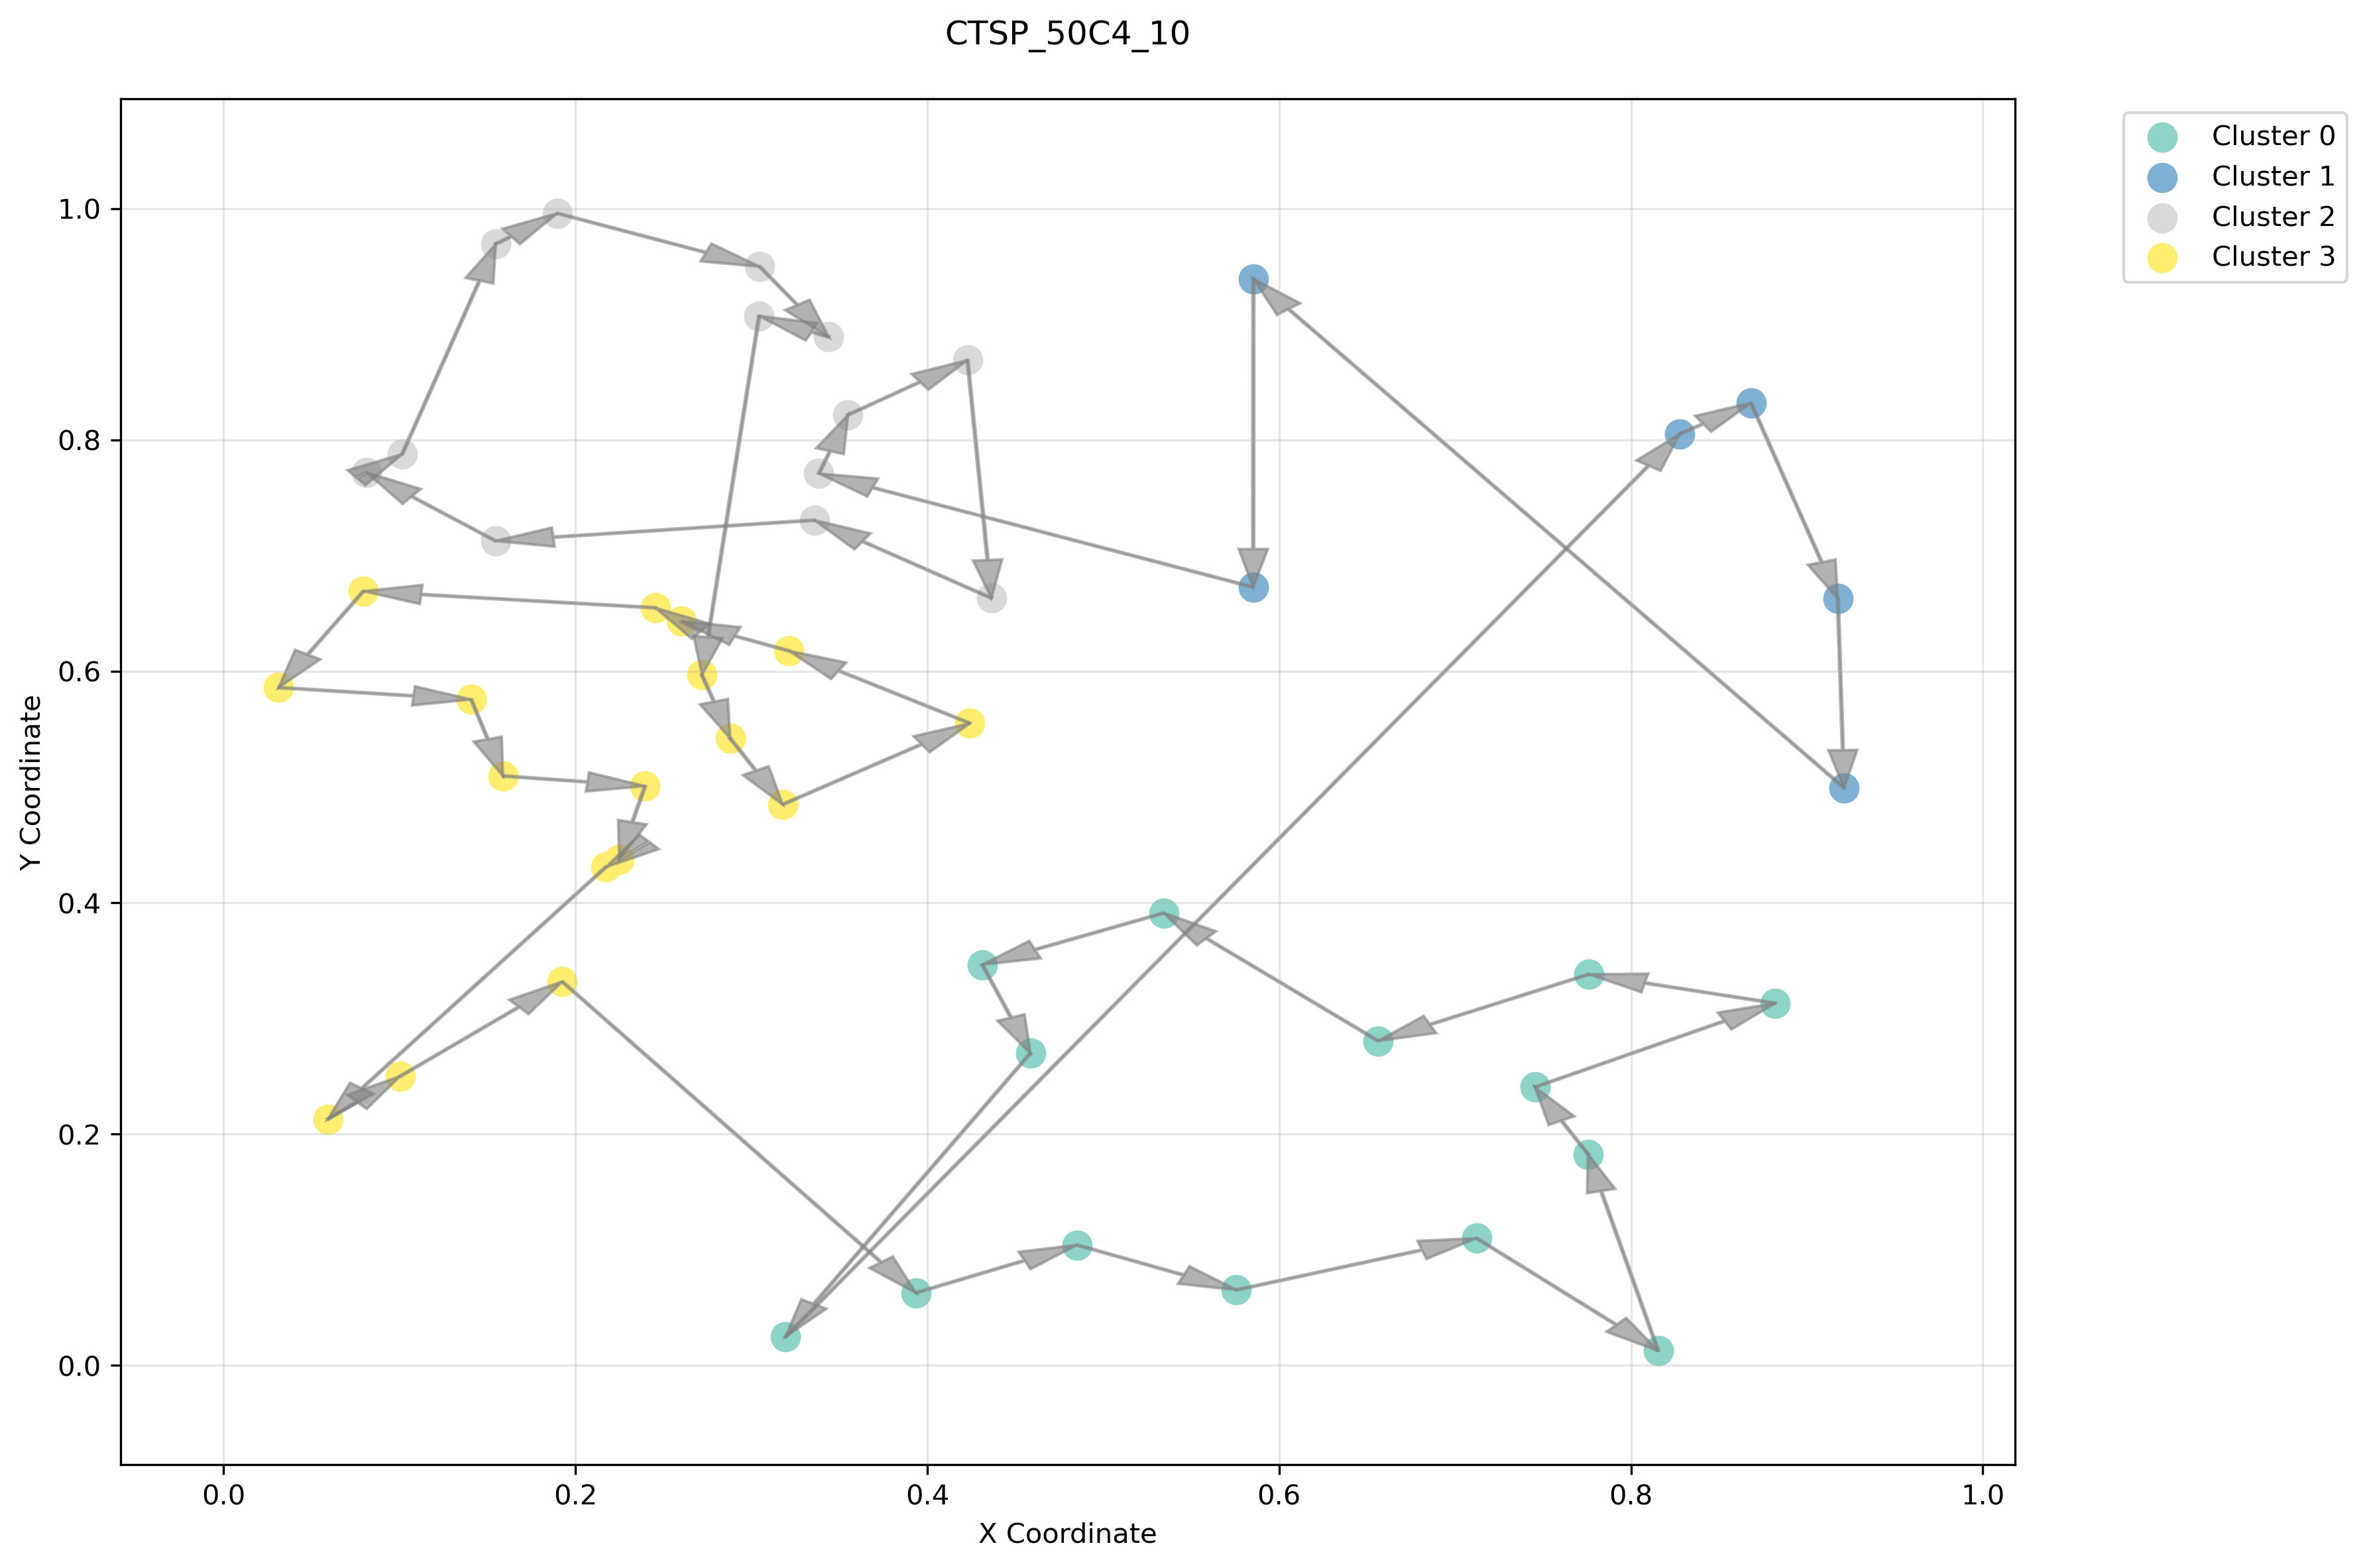 CTSP_50C4_10
Cluster 0
Cluster 1
Cluster 2
Cluster 3
Y Coordinate
1.0
0.8
0.6
0.4
0.2
0.0
0.0 0.2 0.4 0.6 0.8 1.0
X Coordinate